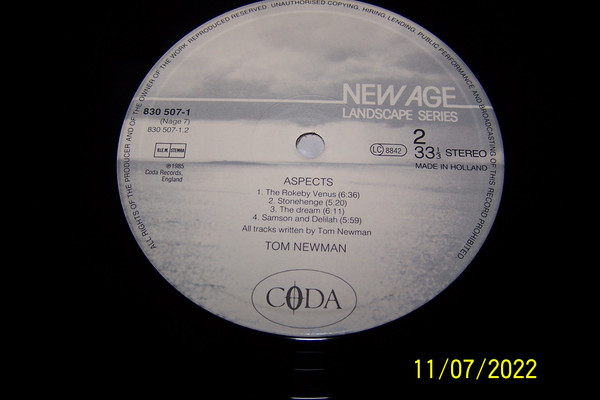 ALL RIGHTS OF THE PRODUCER AND OF THE OWNER OF THE WORK REPRODUCED RESERVED. UNAUTHORISED COPYING, HIRING, LENDING, PUBLIC PERFORMANCE AND BROADCASTING OF THIS RECORD PROHIBITED
NEW AGE
LANDSCAPE SERIES
830 507-1
(Nage 7)
830 507-1.2
B.I.E.M. STEMRA
℗1985
Coda Records,
England
LC 8842
2
33 1/3 STEREO
MADE IN HOLLAND
ASPECTS
1. The Rokeby Venus (6:36)
2. Stonehenge (5:20)
3. The dream (6:11)
4. Samson and Delilah (5:59)
All tracks written by Tom Newman
TOM NEWMAN
CODA
11/07/2022